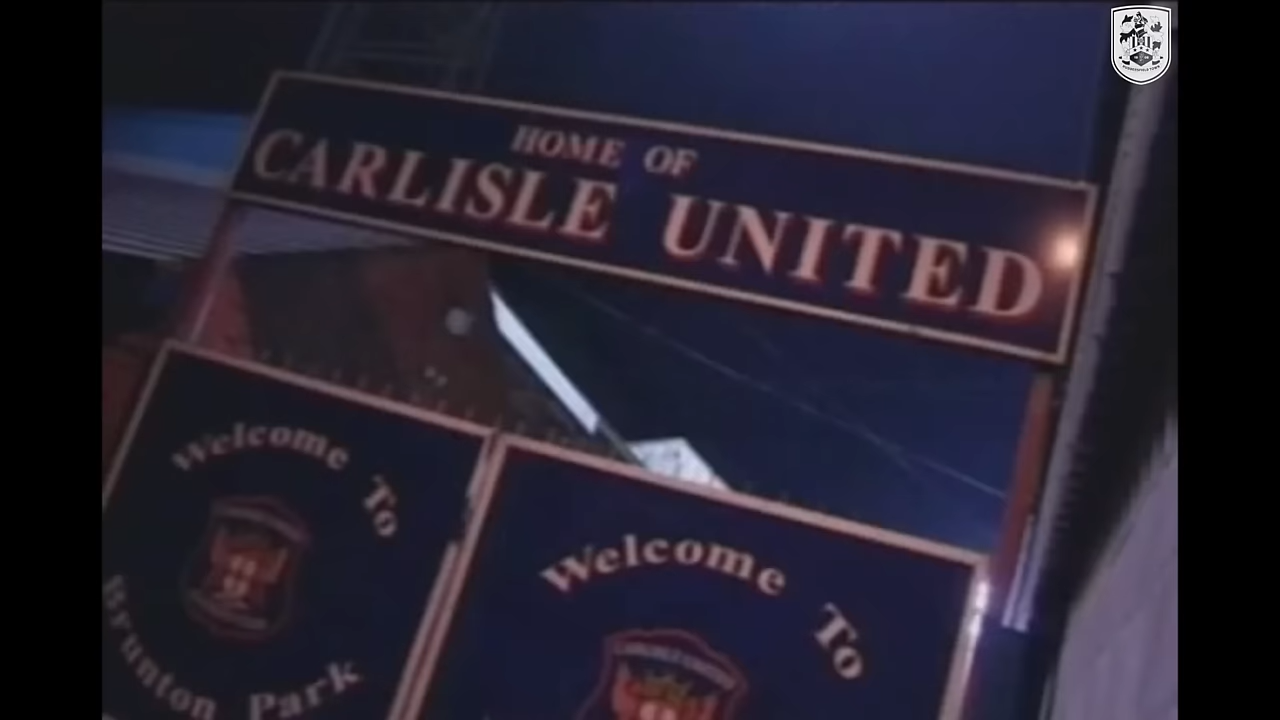 HOME OF
CARLISLE UNITED
Welcome To
Brunton Park
Welcome To